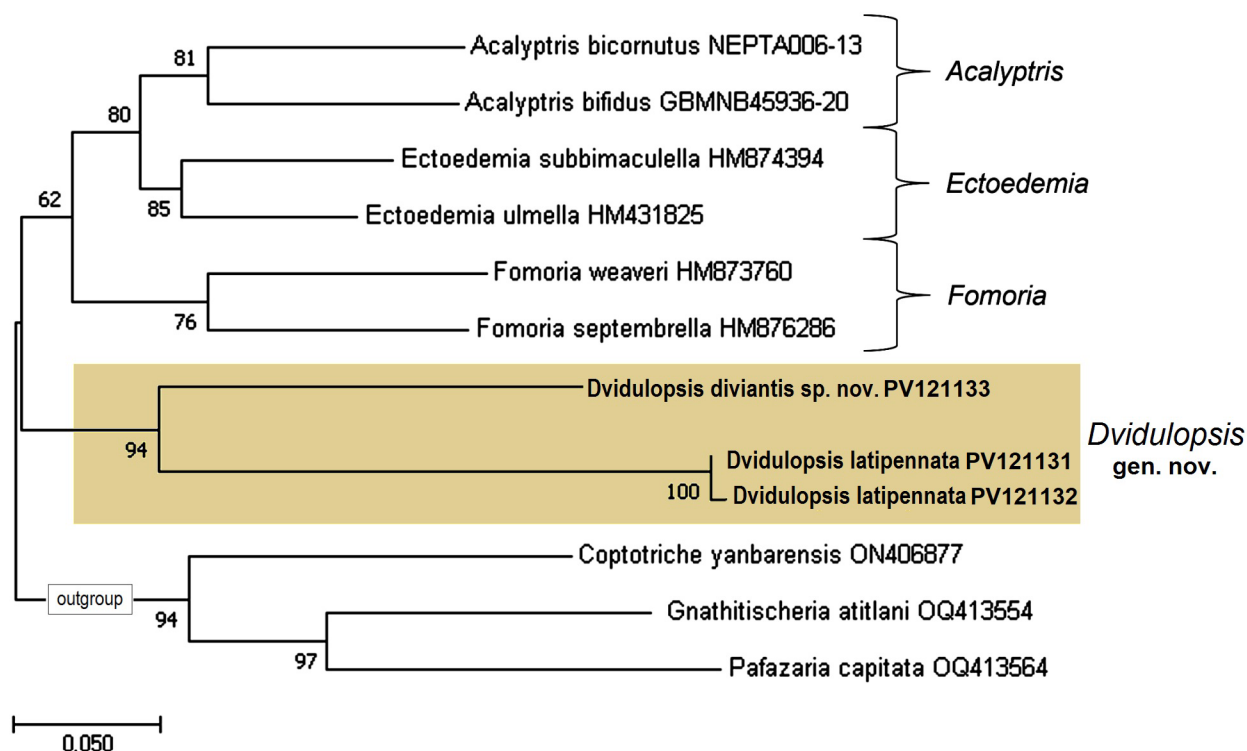 81
Acalyptris bicornutus NEPTA006-13
Acalyptris bifidus GBMNB45936-20
Acalyptris
80
Ectoedemia subbimaculella HM874394
85
Ectoedemia ulmella HM431825
Ectoedemia
62
Fomoria weaveri HM873760
76
Fomoria septembrella HM876286
Fomoria
Dvidulopsis diviantis sp. nov. PV121133
94
Dvidulopsis latipennata PV121131
100
Dvidulopsis latipennata PV121132
Dvidulopsis
gen. nov.
outgroup
94
Coptotriche yanbarensis ON406877
97
Gnathitischeria atitlani OQ413554
Pafazaria capitata OQ413564
0.050